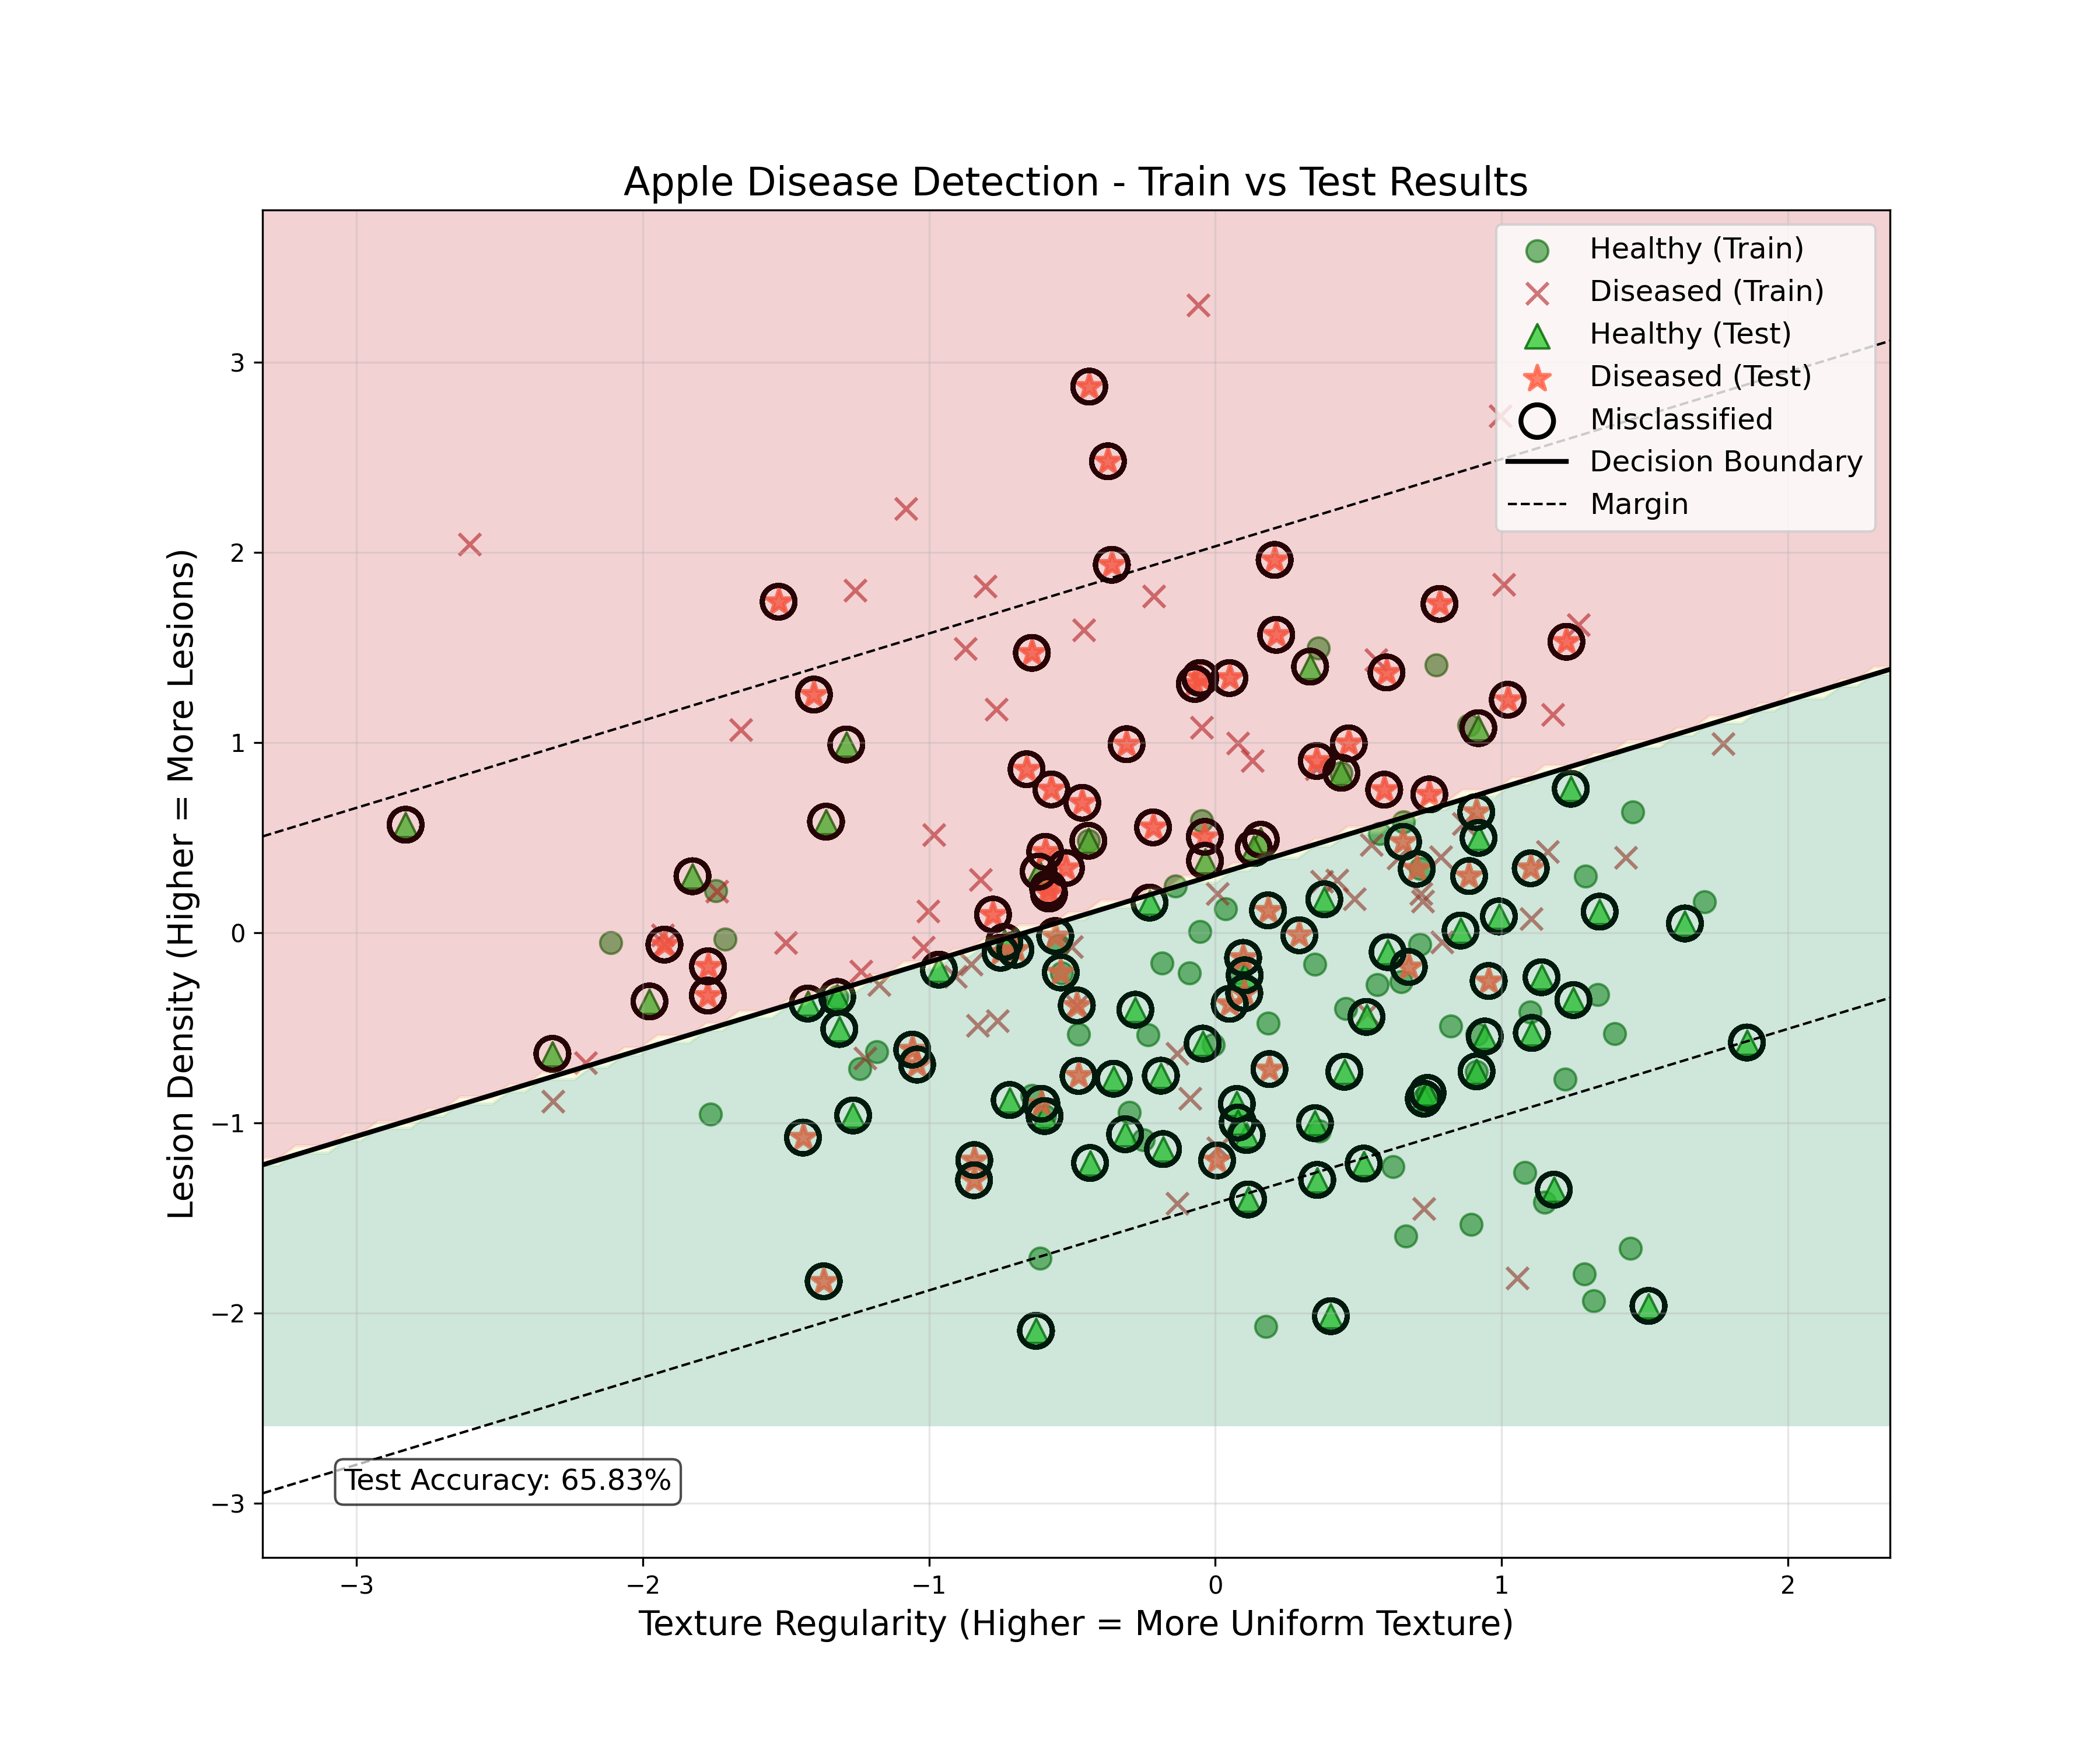 Apple Disease Detection - Train vs Test Results
Healthy (Train)
Diseased (Train)
Healthy (Test)
Diseased (Test)
Misclassified
Decision Boundary
Margin
Lesion Density (Higher = More Lesions)
3
2
1
0
−1
−2
−3
Test Accuracy: 65.83%
−3
−2
−1
0
1
2
Texture Regularity (Higher = More Uniform Texture)